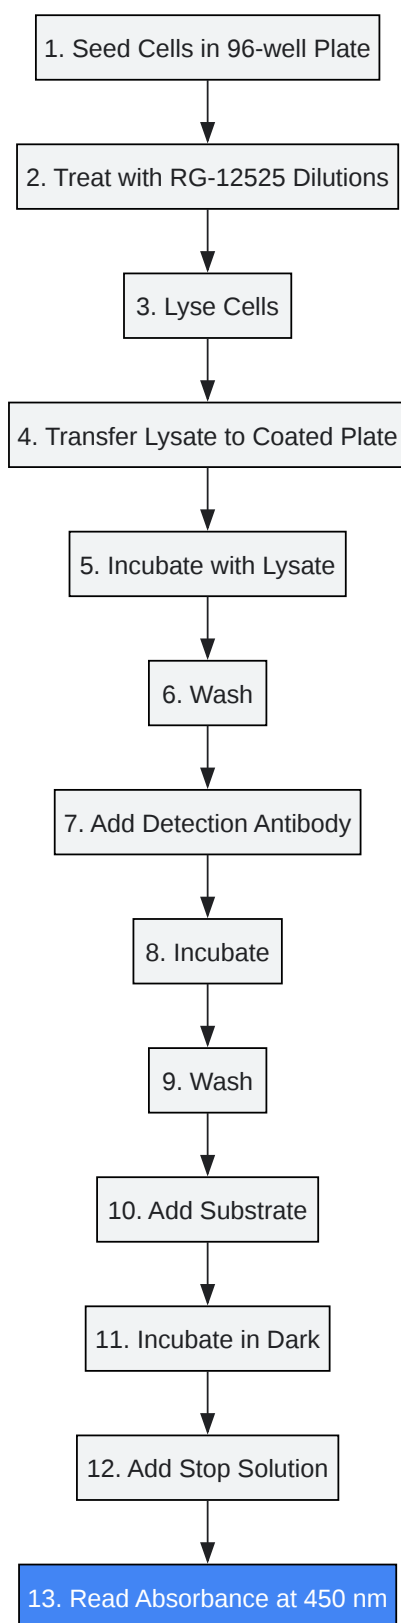 1. Seed Cells in 96-well Plate
2. Treat with RG-12525 Dilutions
3. Lyse Cells
4. Transfer Lysate to Coated Plate
5. Incubate with Lysate
6. Wash
7. Add Detection Antibody
8. Incubate
9. Wash
10. Add Substrate
11. Incubate in Dark
12. Add Stop Solution
13. Read Absorbance at 450 nm